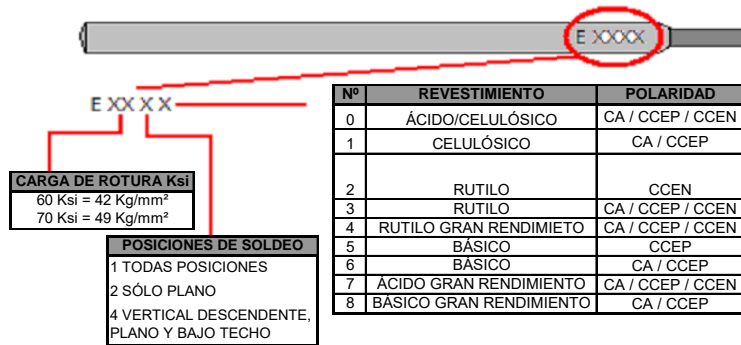 E XXXX
E XX X X
CARGA DE ROTURA Ksi
60 Ksi = 42 Kg/mm²
70 Ksi = 49 Kg/mm²
POSICIONES DE SOLDEO
1 TODAS POSICIONES
2 SÓLO PLANO
4 VERTICAL DESCENDENTE,
PLANO Y BAJO TECHO
Nº REVESTIMIENTO POLARIDAD
0 ÁCIDO/CELULÓSICO CA / CCEP / CCEN
1 CELULÓSICO CA / CCEP
2 RUTILO CCEN
3 RUTILO CA / CCEP / CCEN
4 RUTILO GRAN RENDIMIETO CA / CCEP / CCEN
5 BÁSICO CCEP
6 BÁSICO CA / CCEP
7 ÁCIDO GRAN RENDIMIENTO CA / CCEP / CCEN
8 BÁSICO GRAN RENDIMIENTO CA / CCEP